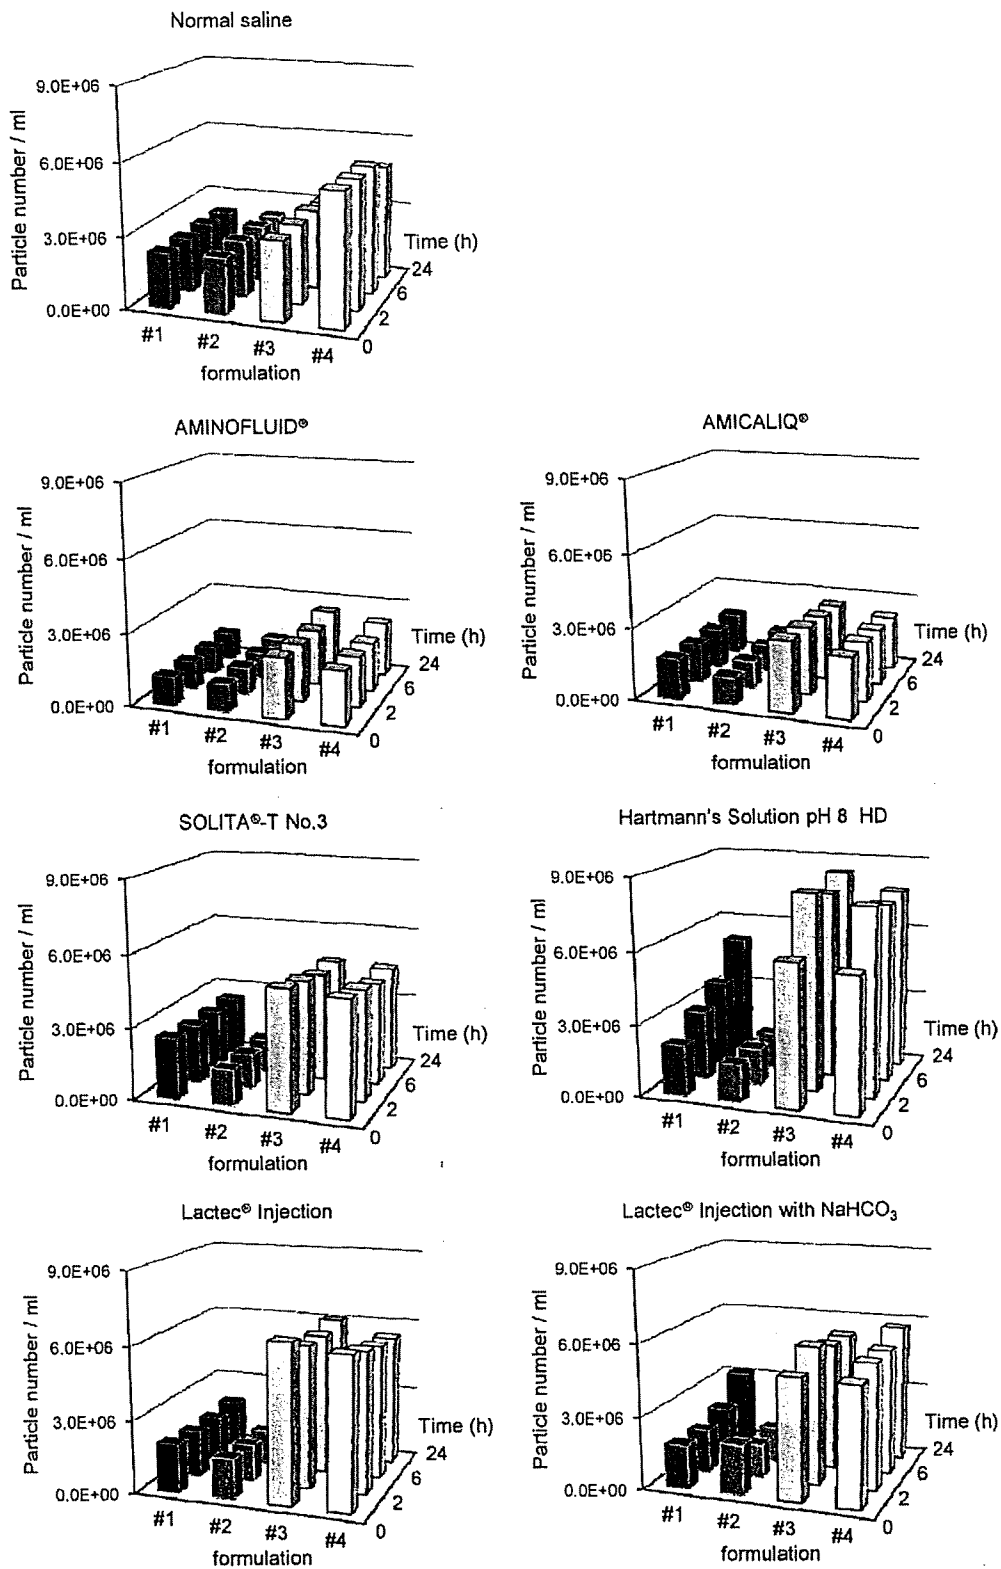 Normal saline
Particle number / ml
9.0E+06
6.0E+06
3.0E+06
0.0E+00
#1
#2
#3
#4
formulation
Time (h)
24
6
2
0
AMINOFLUID®
Particle number / ml
9.0E+06
6.0E+06
3.0E+06
0.0E+00
#1
#2
#3
#4
formulation
Time (h)
24
6
2
0
AMICALIQ®
Particle number / ml
9.0E+06
6.0E+06
3.0E+06
0.0E+00
#1
#2
#3
#4
formulation
Time (h)
24
6
2
0
SOLITA®-T No.3
Particle number / ml
9.0E+06
6.0E+06
3.0E+06
0.0E+00
#1
#2
#3
#4
formulation
Time (h)
24
6
2
0
Hartmann's Solution pH 8 HD
Particle number / ml
9.0E+06
6.0E+06
3.0E+06
0.0E+00
#1
#2
#3
#4
formulation
Time (h)
24
6
2
0
Lactec® Injection
Particle number / ml
9.0E+06
6.0E+06
3.0E+06
0.0E+00
#1
#2
#3
#4
formulation
Time (h)
24
6
2
0
Lactec® Injection with NaHCO₃
Particle number / ml
9.0E+06
6.0E+06
3.0E+06
0.0E+00
#1
#2
#3
#4
formulation
Time (h)
24
6
2
0